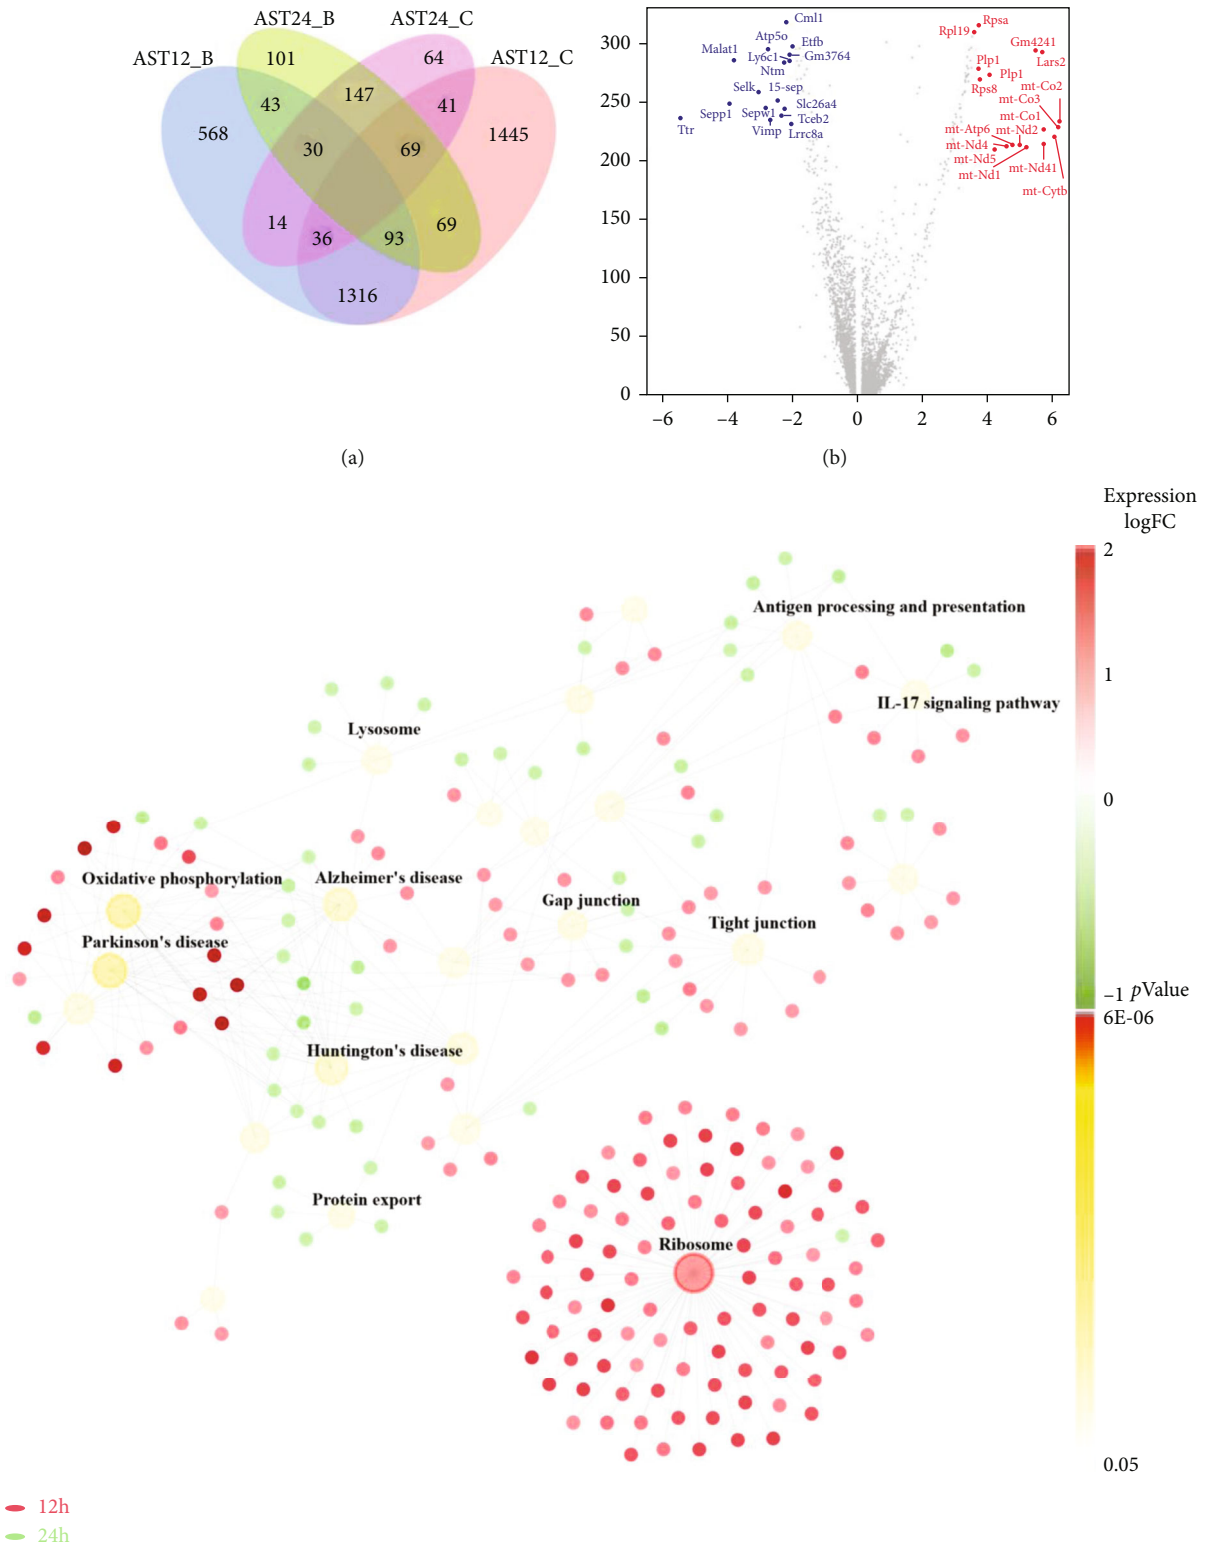 AST24_B
AST24_C
AST12_B
AST12_C
101
64
43
147
41
568
30
69
1445
14
36
93
69
1316
(a)
300
250
200
150
100
50
0
−6
−4
−2
0
2
4
6
Cml1
Atp5o
Etfb
Malat1
Ly6c1
Gm3764
Ntm
Selk
15-sep
Sepp1
Sepw1
Slc26a4
Tceb2
Ttr
Vimp
Lrrc8a
Rpsa
Rpl19
Gm4241
Plp1
Lars2
Plp1
Rps8
mt-Co2
mt-Co3
mt-Co1
mt-Atp6
mt-Nd2
mt-Nd4
mt-Nd5
mt-Nd1
mt-Nd41
mt-Cytb
(b)
Expression
logFC
2
1
0
−1
pValue
6E-06
0.05
Antigen processing and presentation
IL-17 signaling pathway
Lysosome
Oxidative phosphorylation
Alzheimer's disease
Gap junction
Tight junction
Parkinson's disease
Huntington's disease
Protein export
Ribosome
12h
24h